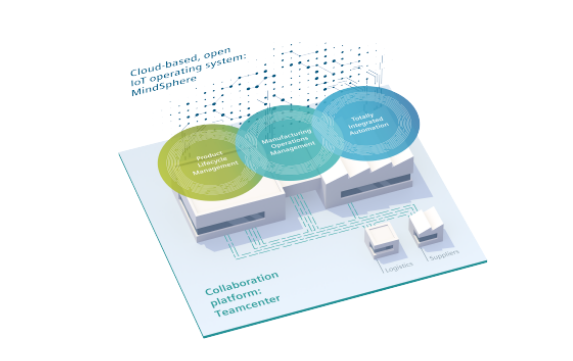 Cloud-based, open
IoT operating system:
MindSphere
Produce
Lifecycle
Management
Manufacturing
Operations
Management
Totally
Integrated
Automation
Collaboration
platform:
Teamcenter
Logistics
Suppliers